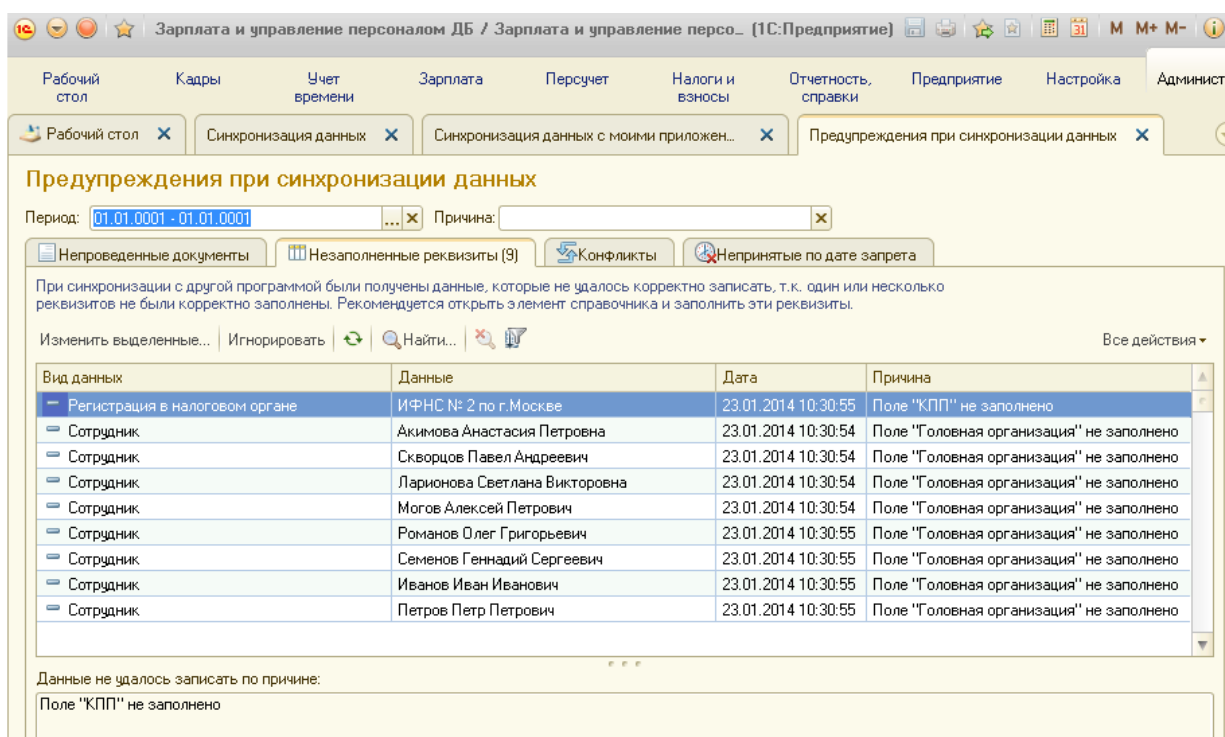 1С Зарплата и управление персоналом ДБ / Зарплата и управление персо... (1С:Предприятие) 31 M M+ M-
Рабочий стол Кадры Учет времени Зарплата Персучет Налоги и взносы Отчетность, справки Предприятие Настройка Админист
Рабочий стол Синхронизация данных Синхронизация данных с моими приложен... Предупреждения при синхронизации данных
Предупреждения при синхронизации данных
Период: 01.01.0001 - 01.01.0001 ... Причина:
Непроведенные документы Незаполненные реквизиты (9) Конфликты Непринятые по дате запрета
При синхронизации с другой программой были получены данные, которые не удалось корректно записать, т.к. один или несколько
реквизитов не были корректно заполнены. Рекомендуется открыть элемент справочника и заполнить эти реквизиты.
Изменить выделенные... Игнорировать Найти... Все действия
Вид данных Данные Дата Причина
Регистрация в налоговом органе ИФНС № 2 по г.Москве 23.01.2014 10:30:55 Поле "КПП" не заполнено
Сотрудник Акимова Анастасия Петровна 23.01.2014 10:30:54 Поле "Головная организация" не заполнено
Сотрудник Скворцов Павел Андреевич 23.01.2014 10:30:54 Поле "Головная организация" не заполнено
Сотрудник Ларионова Светлана Викторовна 23.01.2014 10:30:54 Поле "Головная организация" не заполнено
Сотрудник Могов Алексей Петрович 23.01.2014 10:30:54 Поле "Головная организация" не заполнено
Сотрудник Романов Олег Григорьевич 23.01.2014 10:30:55 Поле "Головная организация" не заполнено
Сотрудник Семенов Геннадий Сергеевич 23.01.2014 10:30:55 Поле "Головная организация" не заполнено
Сотрудник Иванов Иван Иванович 23.01.2014 10:30:55 Поле "Головная организация" не заполнено
Сотрудник Петров Петр Петрович 23.01.2014 10:30:55 Поле "Головная организация" не заполнено
Данные не удалось записать по причине:
Поле "КПП" не заполнено